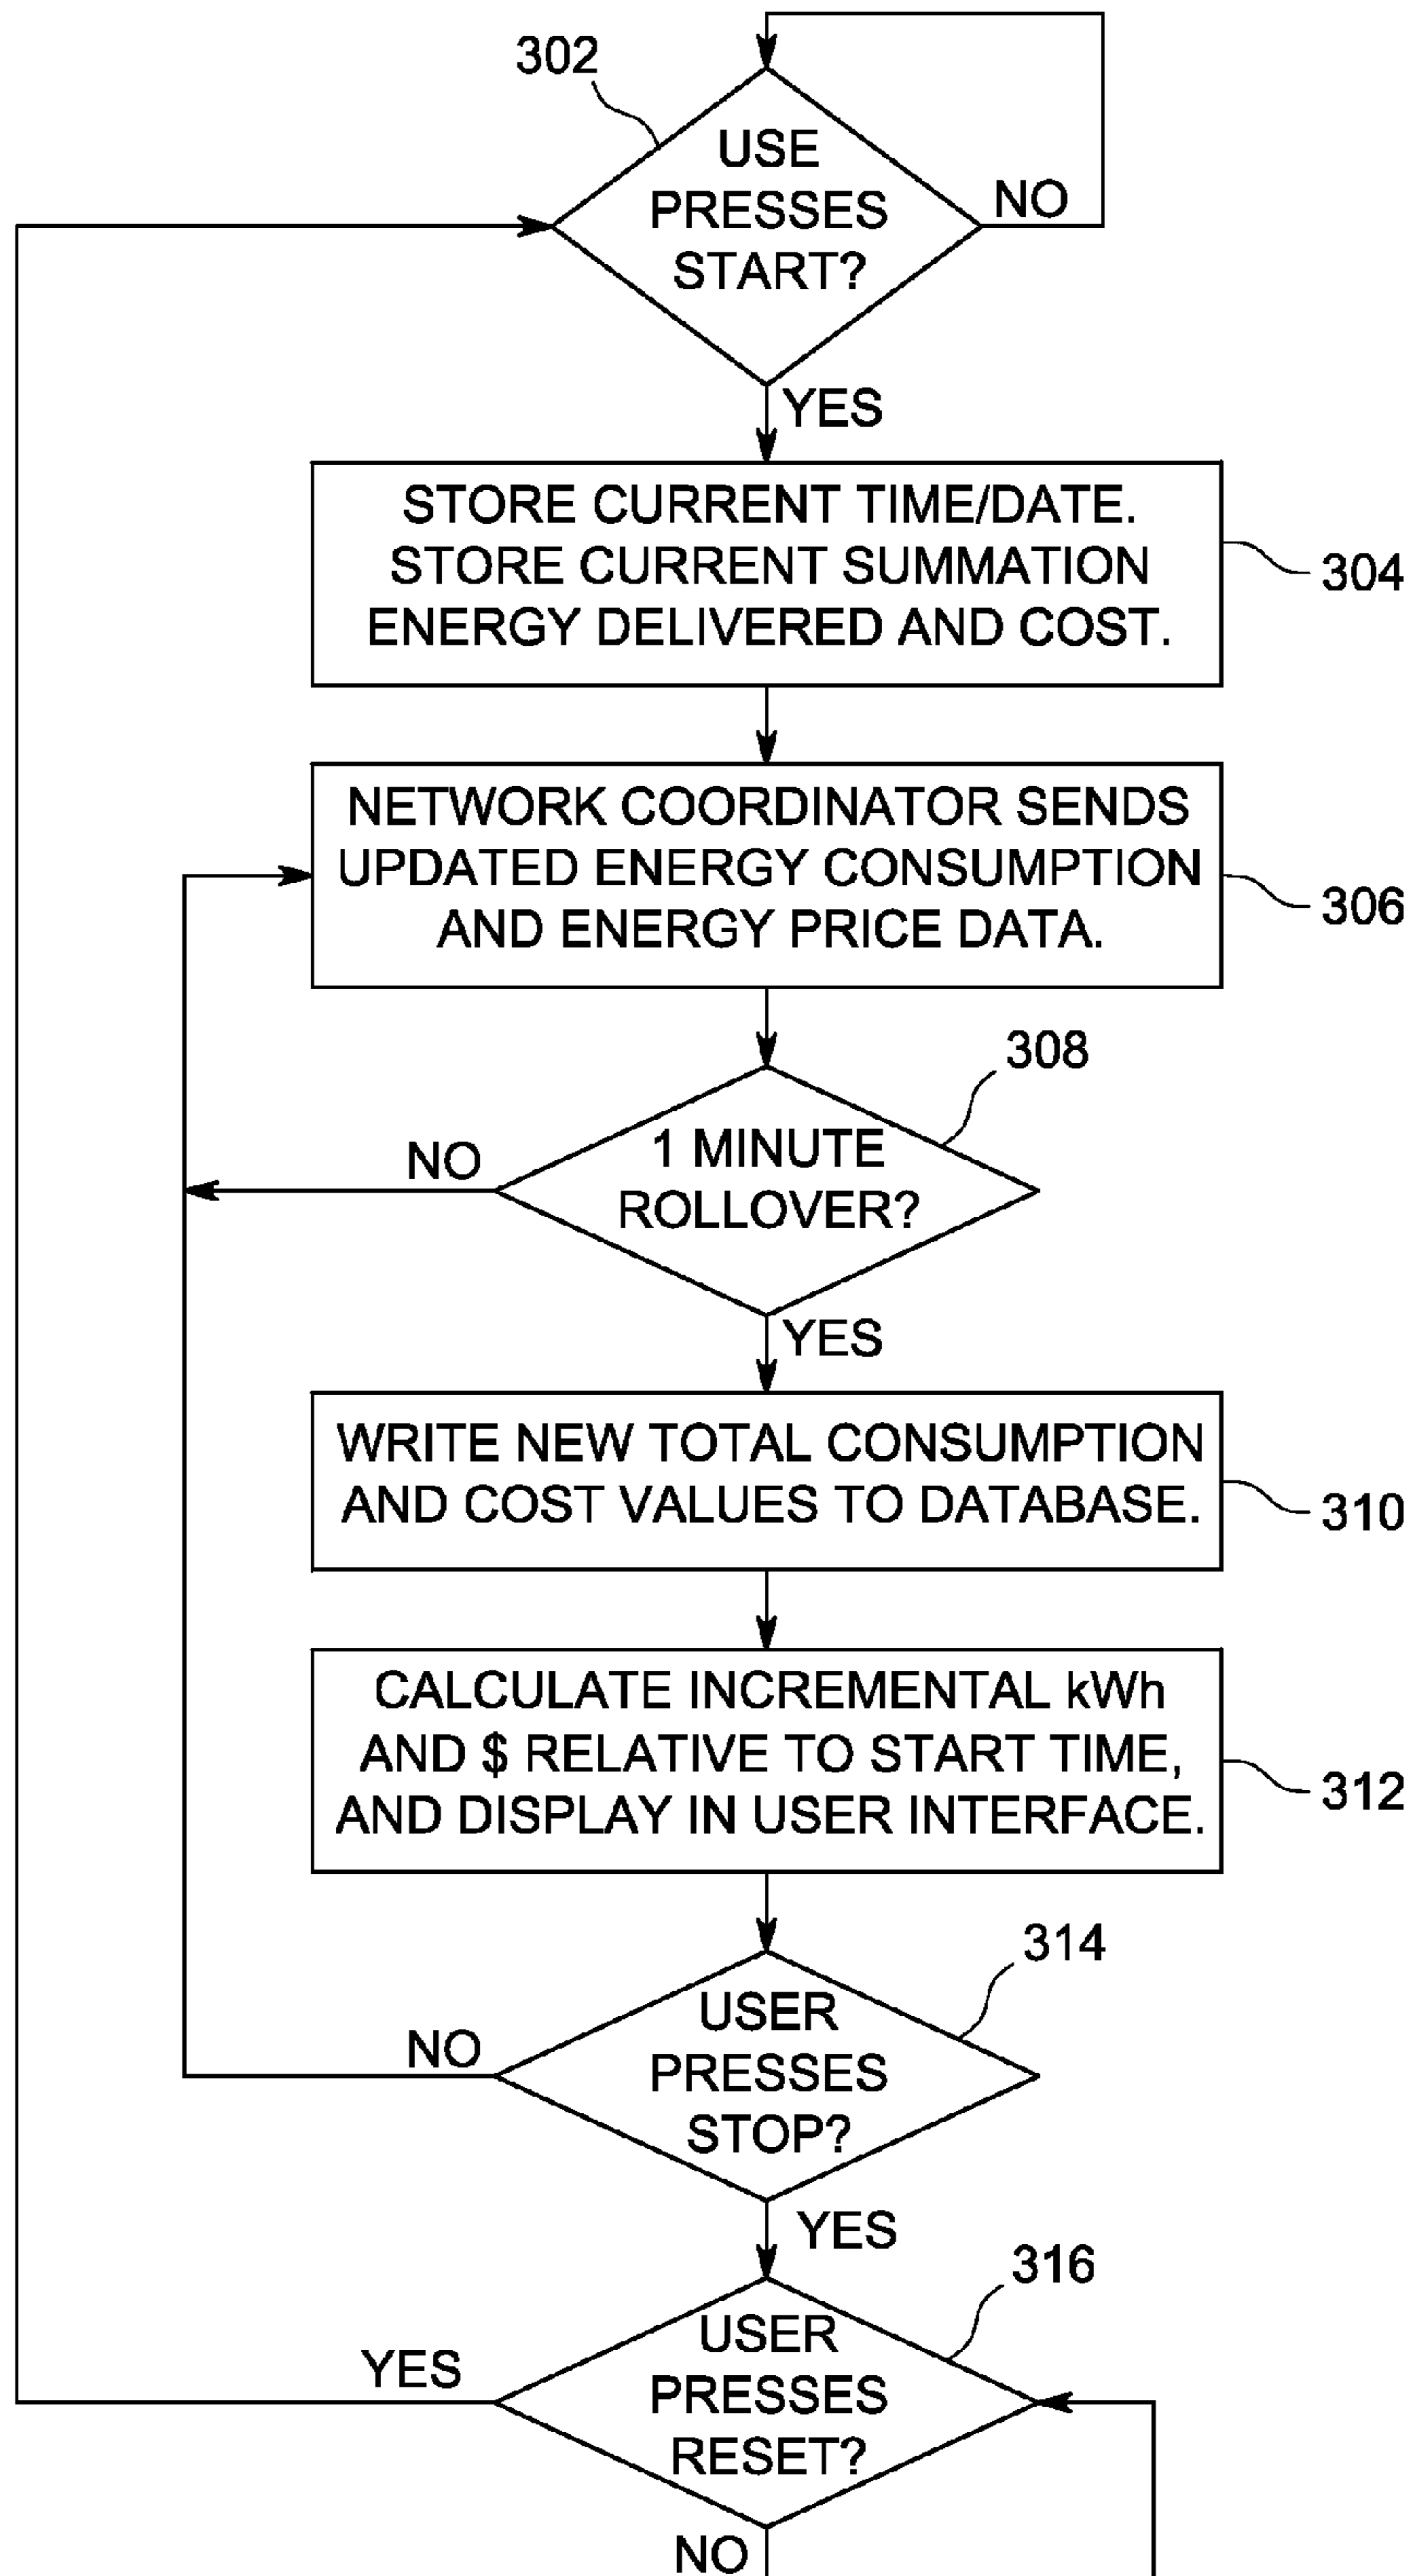 302
USE
PRESSES
START?
NO
YES
STORE CURRENT TIME/DATE.
STORE CURRENT SUMMATION
ENERGY DELIVERED AND COST.
304
NETWORK COORDINATOR SENDS
UPDATED ENERGY CONSUMPTION
AND ENERGY PRICE DATA.
306
308
1 MINUTE
ROLLOVER?
NO
YES
WRITE NEW TOTAL CONSUMPTION
AND COST VALUES TO DATABASE.
310
CALCULATE INCREMENTAL kWh
AND $ RELATIVE TO START TIME,
AND DISPLAY IN USER INTERFACE.
312
314
USER
PRESSES
STOP?
NO
YES
316
USER
PRESSES
RESET?
YES
NO